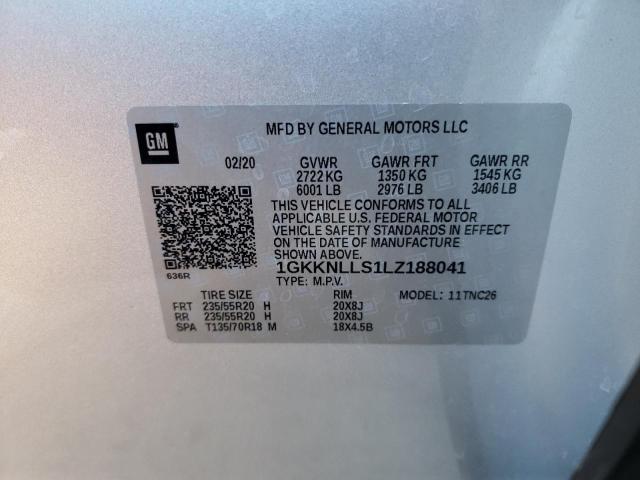 GM
MFD BY GENERAL MOTORS LLC
02/20 GVWR GAWR FRT GAWR RR
2722 KG 1350 KG 1545 KG
6001 LB 2976 LB 3406 LB
THIS VEHICLE CONFORMS TO ALL
APPLICABLE U.S. FEDERAL MOTOR
VEHICLE SAFETY STANDARDS IN EFFECT
ON THE DATE OF MANUFACTURE
SHOWN ABOVE.
1GKKNLLS1LZ188041
636R
TYPE: M.P.V. MODEL: 11TNC26
TIRE SIZE RIM
FRT 235/55R20 H 20X8J
RR 235/55R20 H 20X8J
SPA T135/70R18 M 18X4.5B